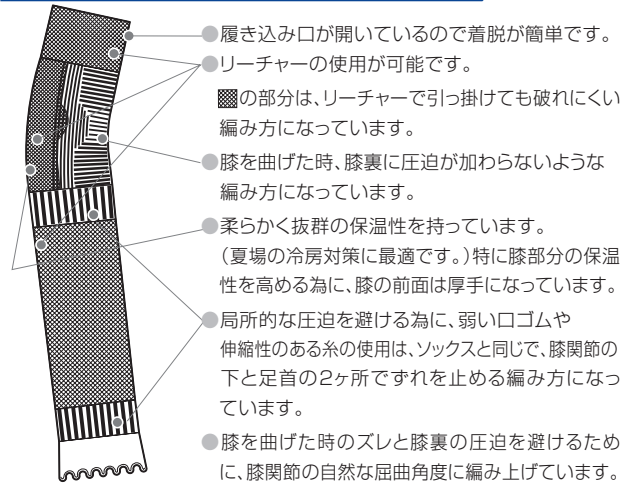 ●履き込み口が開いているので着脱が簡単です。
●リーチャーの使用が可能です。
▩の部分は、リーチャーで引っ掛けても破れにくい
編み方になっています。
●膝を曲げた時、膝裏に圧迫が加わらないような
編み方になっています。
●柔らかく抜群の保温性を持っています。
（夏場の冷房対策に最適です。）特に膝部分の保温
性を高める為に、膝の前面は厚手になっています。
●局所的な圧迫を避ける為に、弱い口ゴムや
伸縮性のある糸の使用は、ソックスと同じで、膝関節の
下と足首の2ヶ所でずれを止める編み方になっ
ています。
●膝を曲げた時のズレと膝裏の圧迫を避けるため
に、膝関節の自然な屈曲角度に編み上げています。